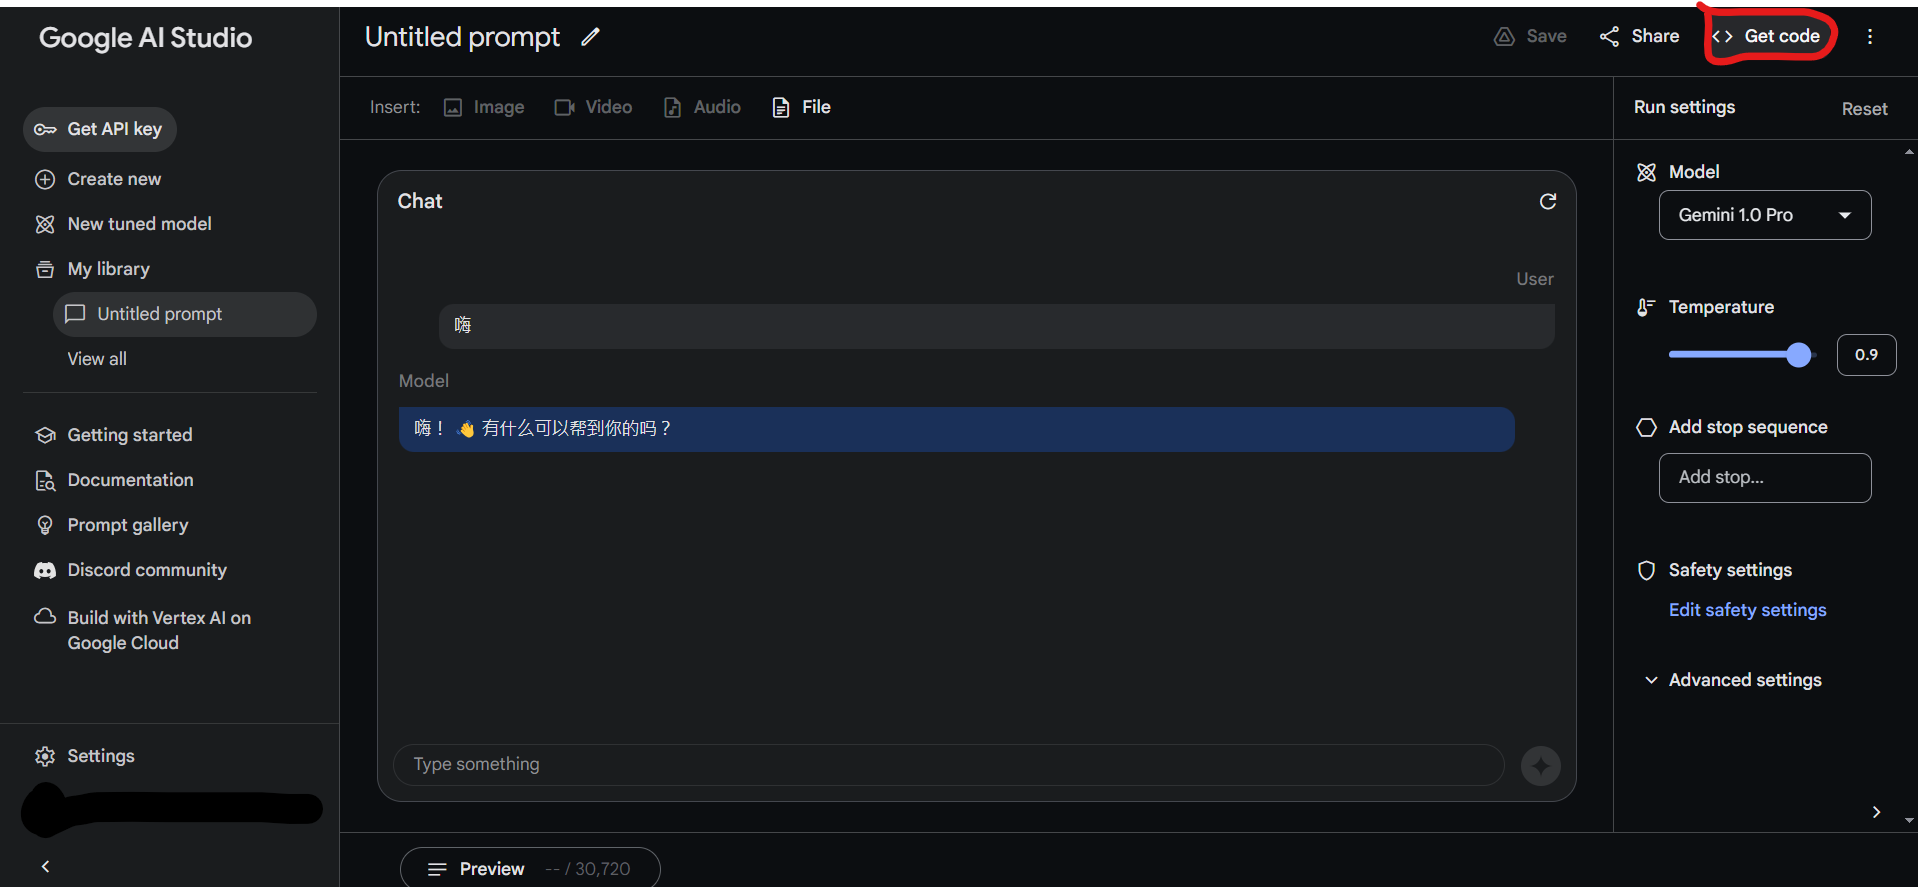 Google AI Studio
Get API key
Create new
New tuned model
My library
Untitled prompt
View all
Getting started
Documentation
Prompt gallery
Discord community
Build with Vertex AI on
Google Cloud
Settings
Untitled prompt
Save
Share
Get code
Insert:
Image
Video
Audio
File
Chat
User
嗨
Model
嗨！👋 有什么可以帮到你的吗？
Type something
Preview
-- / 30,720
Run settings
Reset
Model
Gemini 1.0 Pro
Temperature
0.9
Add stop sequence
Add stop...
Safety settings
Edit safety settings
Advanced settings